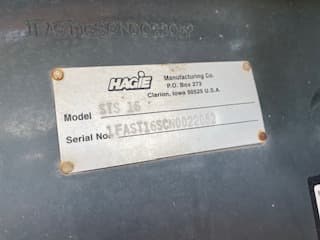 HAGIE
Manufacturing Co.
P.O. Box 273
Clarion, Iowa 50525 U.S.A.
Model STS 16
Serial No.